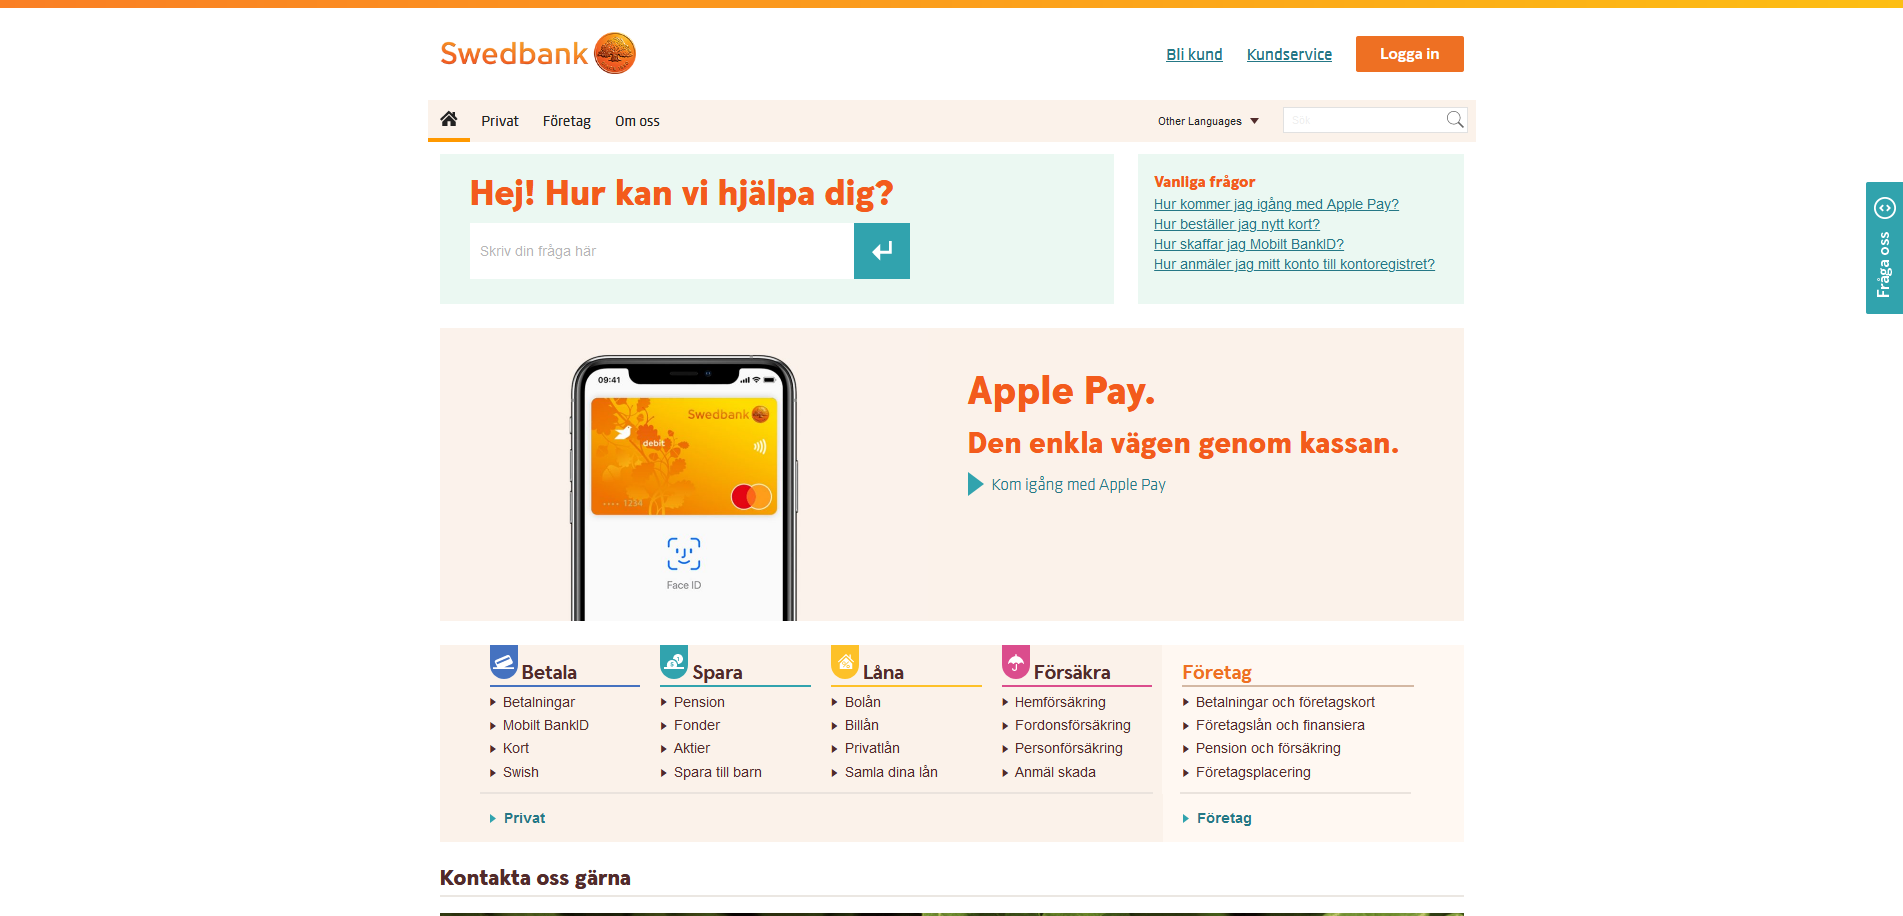 Swedbank
Bli kund
Kundservice
Logga in
Privat
Företag
Om oss
Other Languages
Sök
Hej! Hur kan vi hjälpa dig?
Skriv din fråga här
Vanliga frågor
Hur kommer jag igång med Apple Pay?
Hur beställer jag nytt kort?
Hur skaffar jag Mobilt BankID?
Hur anmäler jag mitt konto till kontoregistret?
Fråga oss
09:41
Swedbank
debit
•••• 1234
Face ID
Apple Pay.
Den enkla vägen genom kassan.
Kom igång med Apple Pay
Betala
Betalningar
Mobilt BankID
Kort
Swish
Spara
Pension
Fonder
Aktier
Spara till barn
Låna
Bolån
Billån
Privatlån
Samla dina lån
Försäkra
Hemförsäkring
Fordonsförsäkring
Personförsäkring
Anmäl skada
Privat
Företag
Betalningar och företagskort
Företagslån och finansiera
Pension och försäkring
Företagsplacering
Företag
Kontakta oss gärna